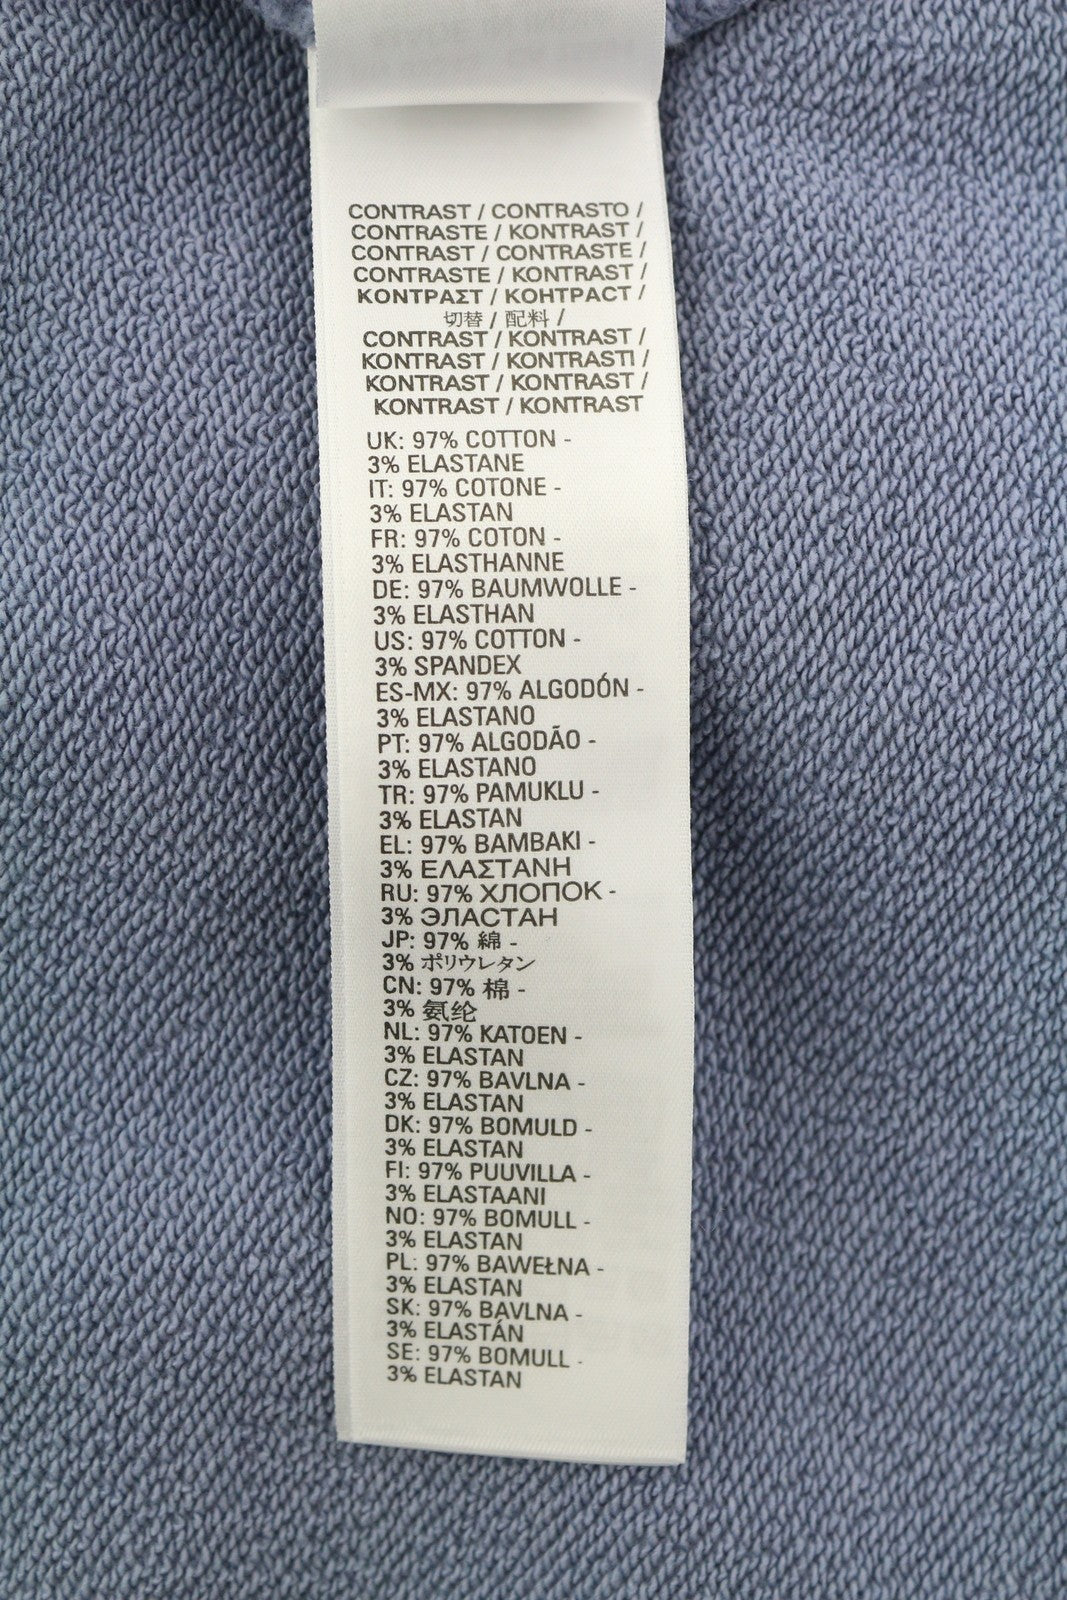 CONTRAST / CONTRASTO /
CONTRASTE / KONTRAST /
CONTRAST / CONTRASTE /
CONTRASTE / KONTRAST /
ΚΟΝΤΡΑΣΤ / КОНТРАСТ /
切替 / 配料 /
CONTRAST / KONTRAST /
KONTRAST / KONTRASTI /
KONTRAST / KONTRAST /
KONTRAST / KONTRAST
UK: 97% COTTON -
3% ELASTANE
IT: 97% COTONE -
3% ELASTAN
FR: 97% COTON -
3% ELASTHANNE
DE: 97% BAUMWOLLE -
3% ELASTHAN
US: 97% COTTON -
3% SPANDEX
ES-MX: 97% ALGODÓN -
3% ELASTANO
PT: 97% ALGODÃO -
3% ELASTANO
TR: 97% PAMUKLU -
3% ELASTAN
EL: 97% ΒΑΜΒΑΚΙ -
3% ΕΛΑΣΤΑΝΗ
RU: 97% ХЛОПОК -
3% ЭЛАСТАН
JP: 97% 綿 -
3% ポリウレタン
CN: 97% 棉 -
3% 氨纶
NL: 97% KATOEN -
3% ELASTAN
CZ: 97% BAVLNA -
3% ELASTAN
DK: 97% BOMULD -
3% ELASTAN
FI: 97% PUUVILLA -
3% ELASTAANI
NO: 97% BOMULL -
3% ELASTAN
PL: 97% BAWEŁNA -
3% ELASTAN
SK: 97% BAVLNA -
3% ELASTÁN
SE: 97% BOMULL -
3% ELASTAN